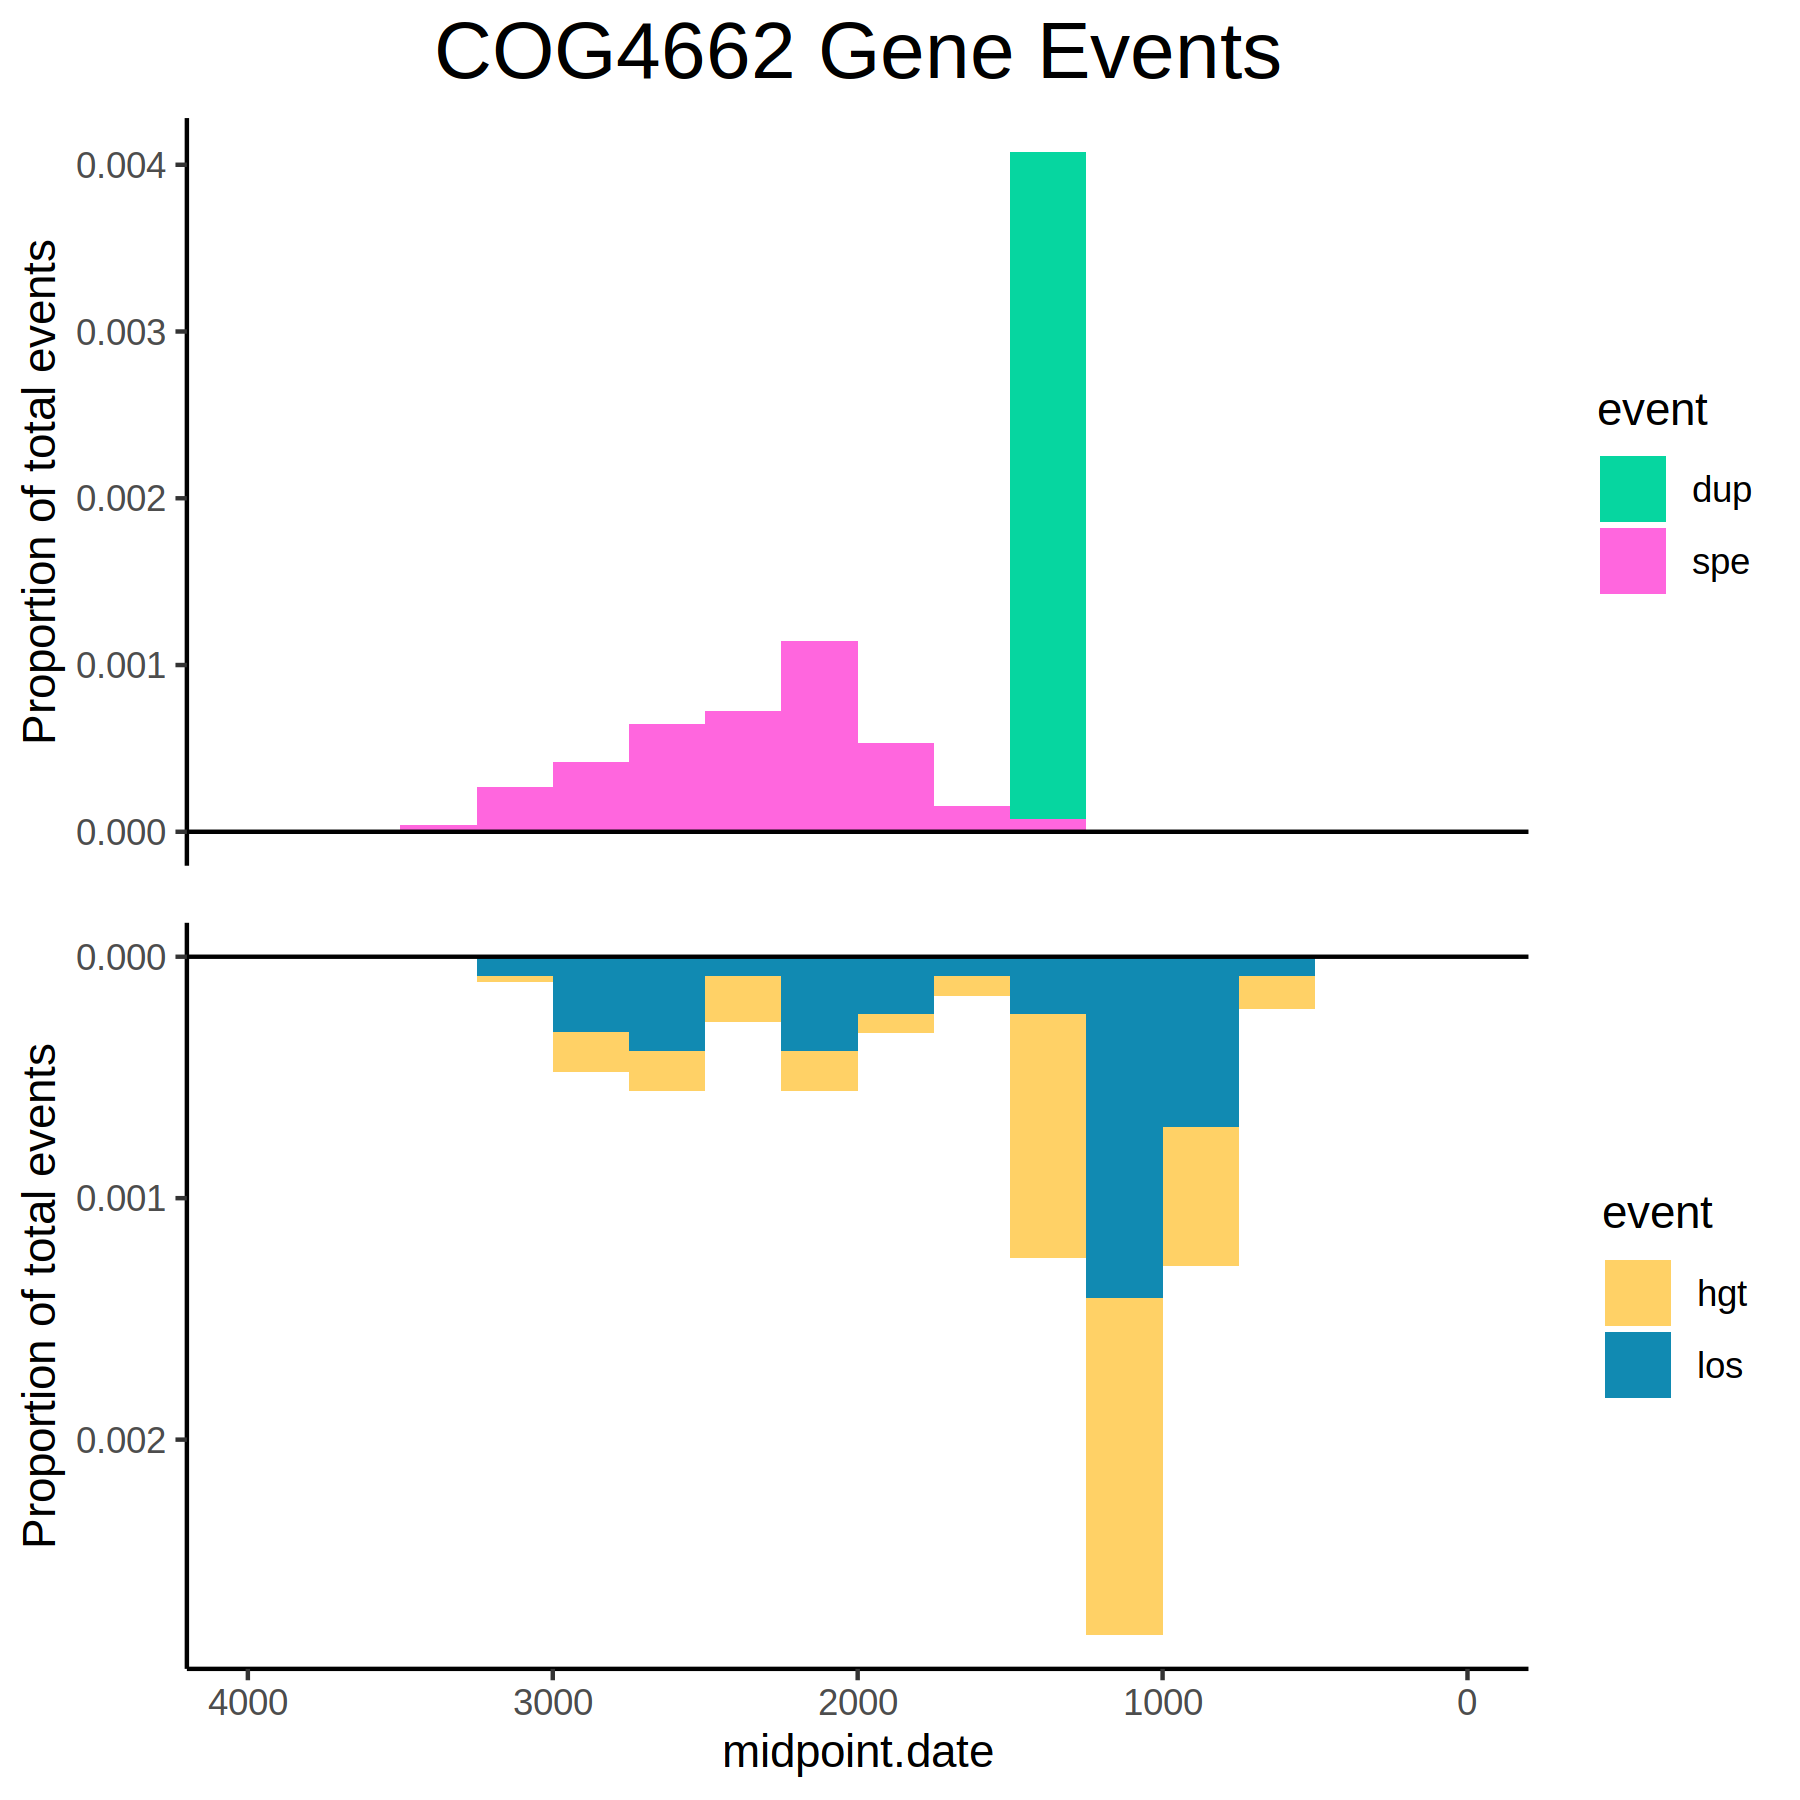 COG4662 Gene Events
Proportion of total events
0.004
0.003
0.002
0.001
0.000
event
dup
spe
Proportion of total events
0.000
0.001
0.002
event
hgt
los
4000 3000 2000 1000 0
midpoint.date